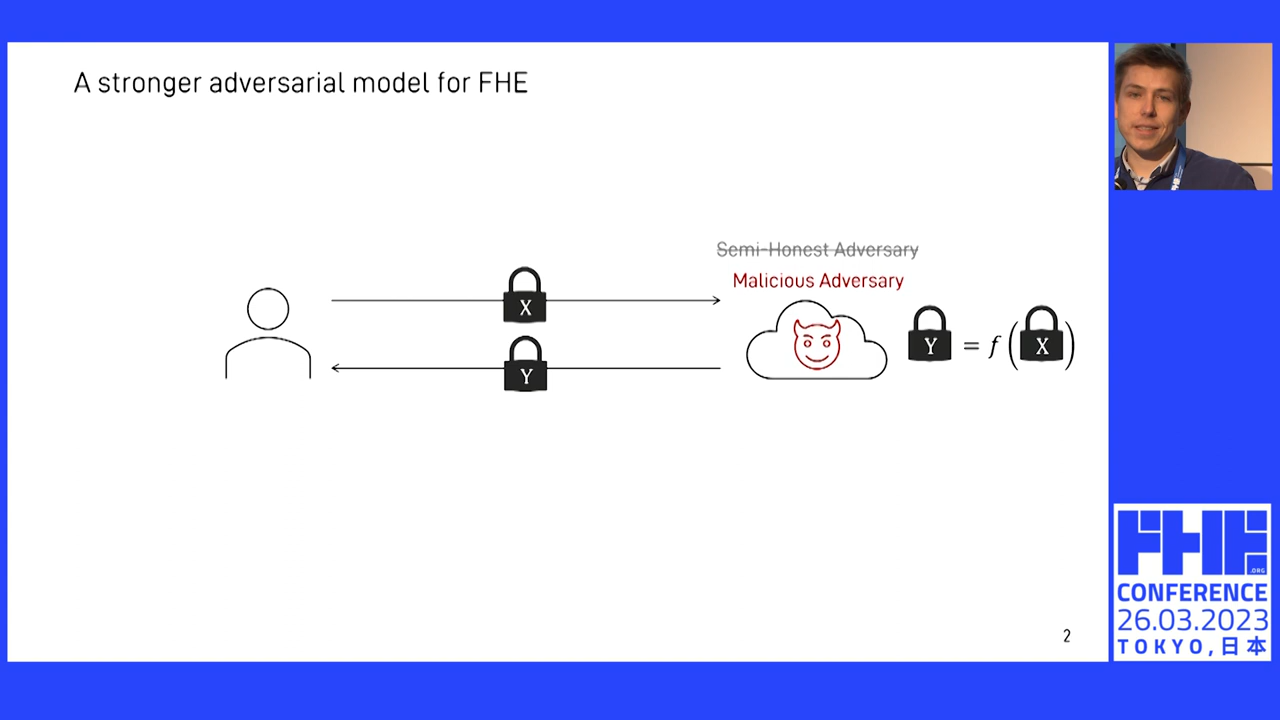 A stronger adversarial model for FHE
Semi-Honest Adversary
Malicious Adversary
X
Y = f ( X )
Y
2
FHE
.ORG
CONFERENCE
26.03.2023
TOKYO, 日本